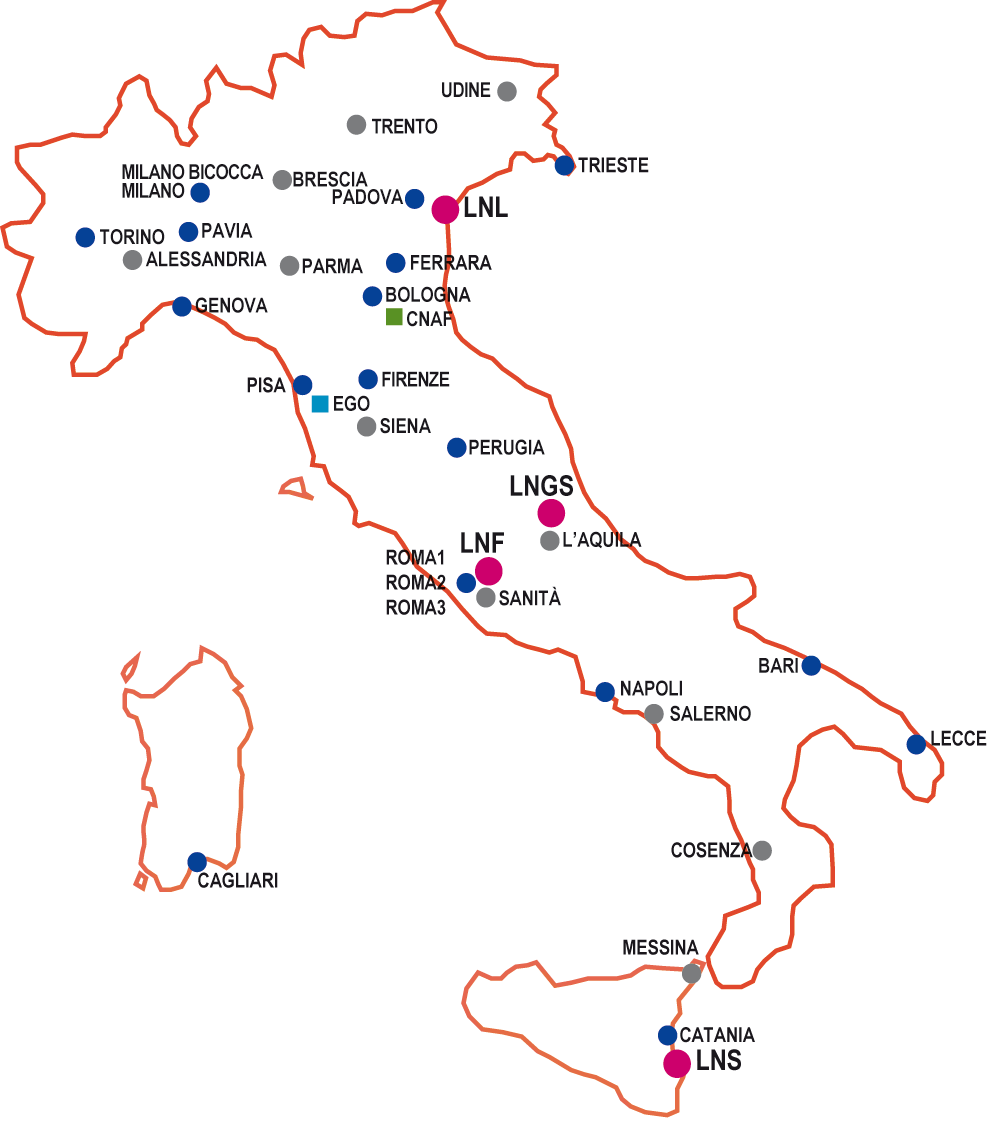 UDINE
TRENTO
TRIESTE
MILANO BICOCCA
MILANO
BRESCIA
PADOVA
LNL
TORINO
PAVIA
ALESSANDRIA
PARMA
FERRARA
BOLOGNA
GENOVA
CNAF
PISA
FIRENZE
EGO
SIENA
PERUGIA
LNGS
L'AQUILA
LNF
ROMA1
ROMA2
ROMA3
SANITÀ
BARI
NAPOLI
SALERNO
LECCE
COSENZA
CAGLIARI
MESSINA
CATANIA
LNS